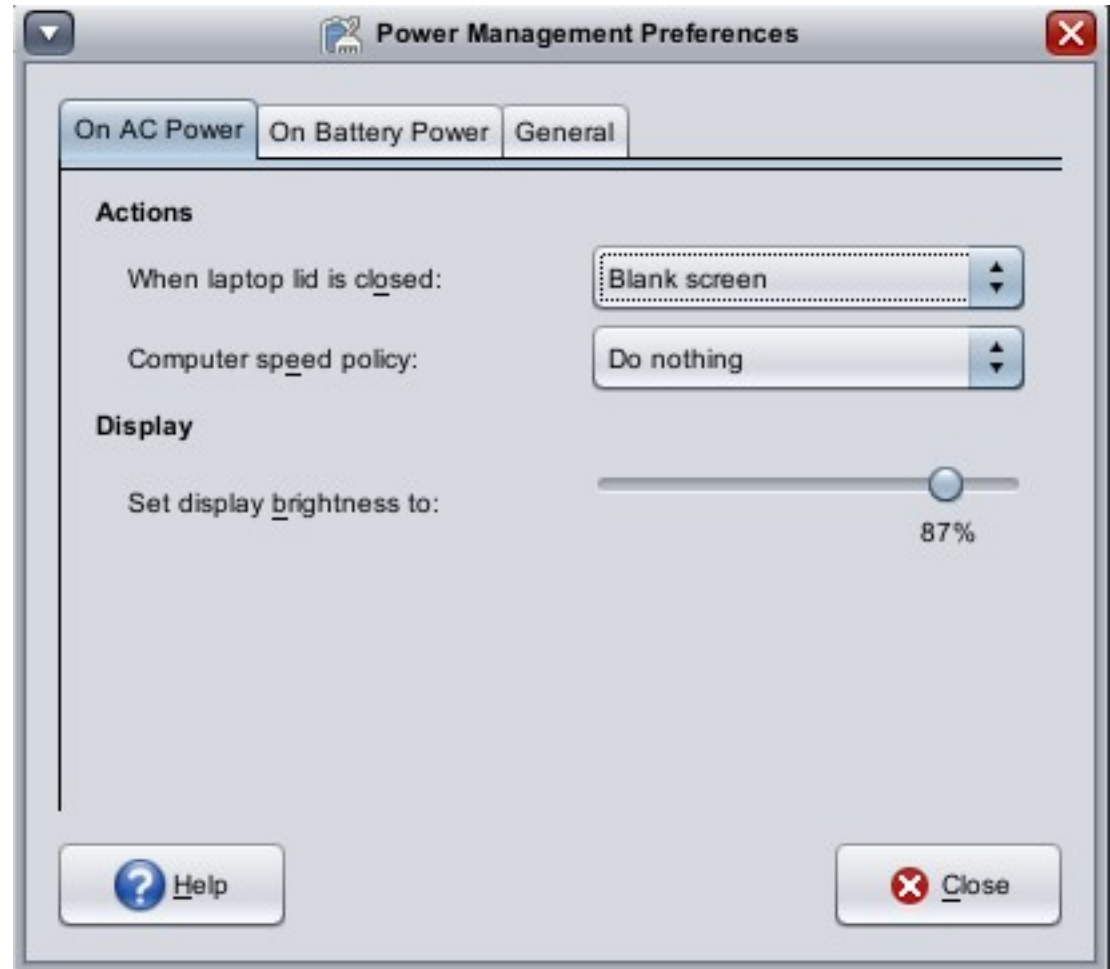 Power Management Preferences
On AC Power On Battery Power General
Actions
When laptop lid is closed: Blank screen
Computer speed policy: Do nothing
Display
Set display brightness to:
87%
Help Close